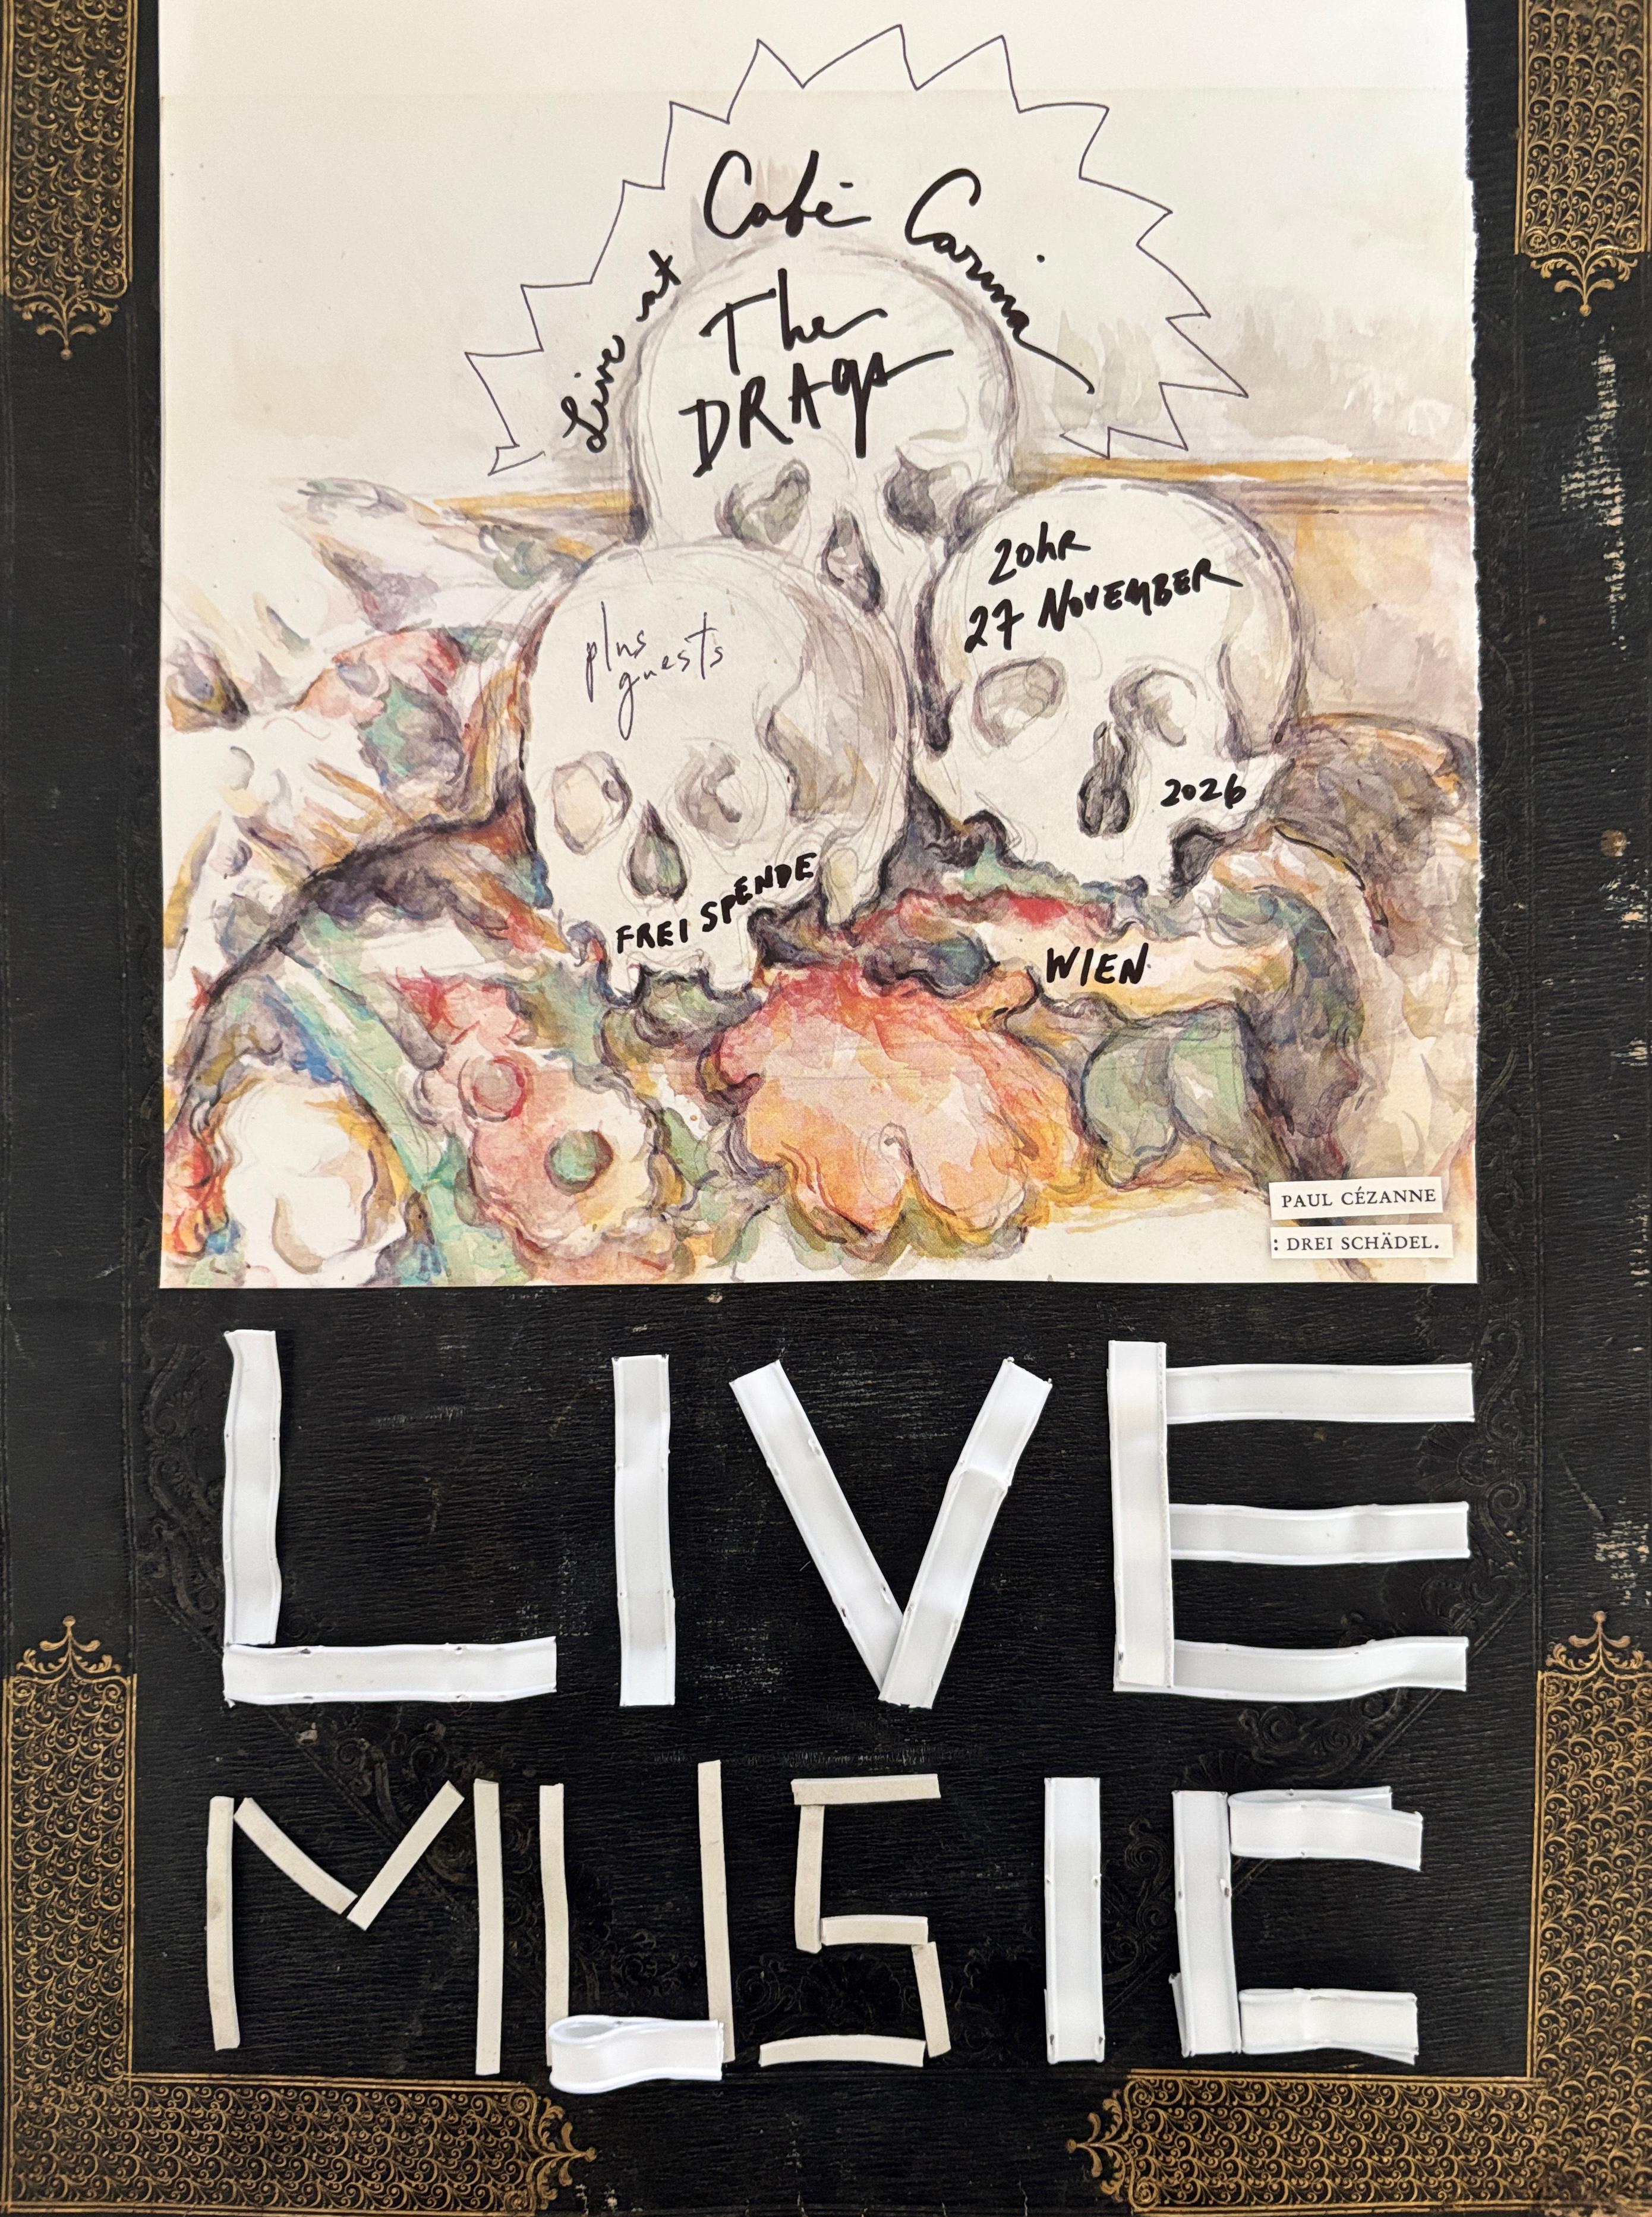 Live at Café Carina
The
DRAqs
plus
guests
20hR
27 NOVEMBER
2026
FREI SPENDE
WIEN
PAUL CÉZANNE
: DREI SCHÄDEL.
LIVE
MUSIC